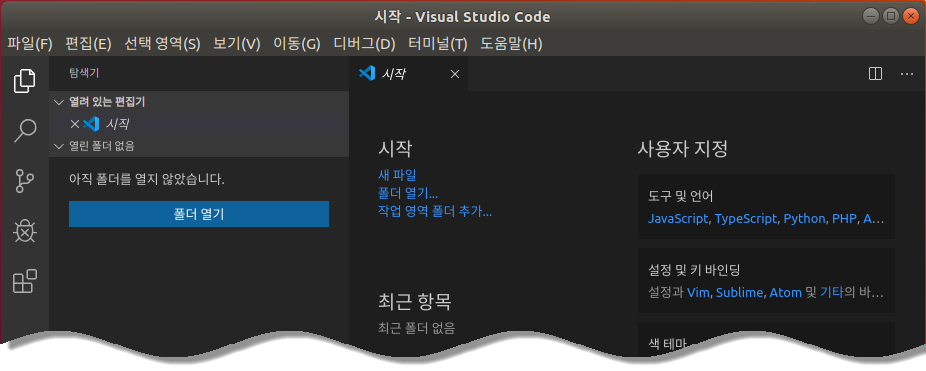 시작 - Visual Studio Code
파일(F) 편집(E) 선택 영역(S) 보기(V) 이동(G) 디버그(D) 터미널(T) 도움말(H)
탐색기
열려 있는 편집기
시작
열린 폴더 없음
아직 폴더를 열지 않았습니다.
폴더 열기
시작
시작
새 파일
폴더 열기...
작업 영역 폴더 추가...
최근 항목
최근 폴더 없음
사용자 지정
도구 및 언어
JavaScript, TypeScript, Python, PHP, A...
설정 및 키 바인딩
설정과 Vim, Sublime, Atom 및 기타의 바...
색 테마